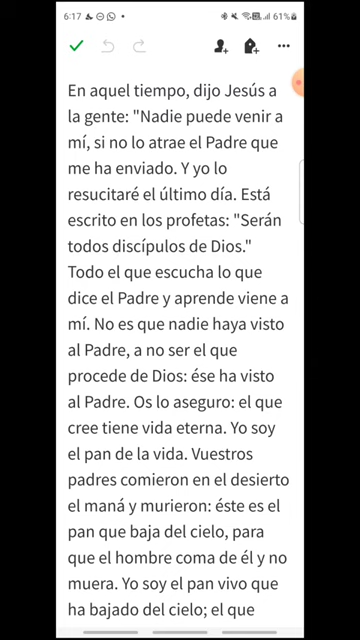 6:17
61%
En aquel tiempo, dijo Jesús a
la gente: "Nadie puede venir a
mí, si no lo atrae el Padre que
me ha enviado. Y yo lo
resucitaré el último día. Está
escrito en los profetas: "Serán
todos discípulos de Dios."
Todo el que escucha lo que
dice el Padre y aprende viene a
mí. No es que nadie haya visto
al Padre, a no ser el que
procede de Dios: ése ha visto
al Padre. Os lo aseguro: el que
cree tiene vida eterna. Yo soy
el pan de la vida. Vuestros
padres comieron en el desierto
el maná y murieron: éste es el
pan que baja del cielo, para
que el hombre coma de él y no
muera. Yo soy el pan vivo que
ha bajado del cielo; el que